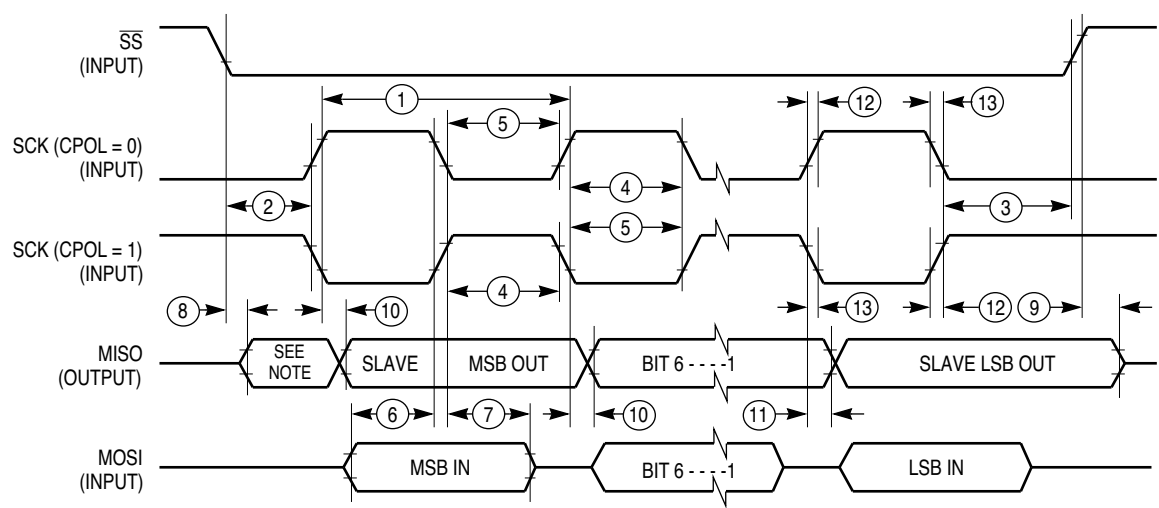 SS
(INPUT)
1
12
13
5
SCK (CPOL = 0)
(INPUT)
4
2
3
5
SCK (CPOL = 1)
(INPUT)
4
8
10
13
12
9
MISO
(OUTPUT)
SEE
NOTE
SLAVE
MSB OUT
BIT 6 - - - - 1
SLAVE LSB OUT
6
7
10
11
MOSI
(INPUT)
MSB IN
BIT 6 - - - - 1
LSB IN